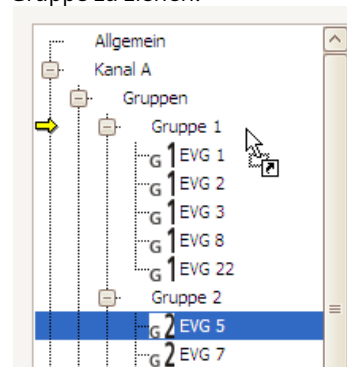 Gruppe zu ziehen.
Allgemein
Kanal A
Gruppen
Gruppe 1
G 1 EVG 1
G 1 EVG 2
G 1 EVG 3
G 1 EVG 8
G 1 EVG 22
Gruppe 2
G 2 EVG 5
G 2 EVG 7